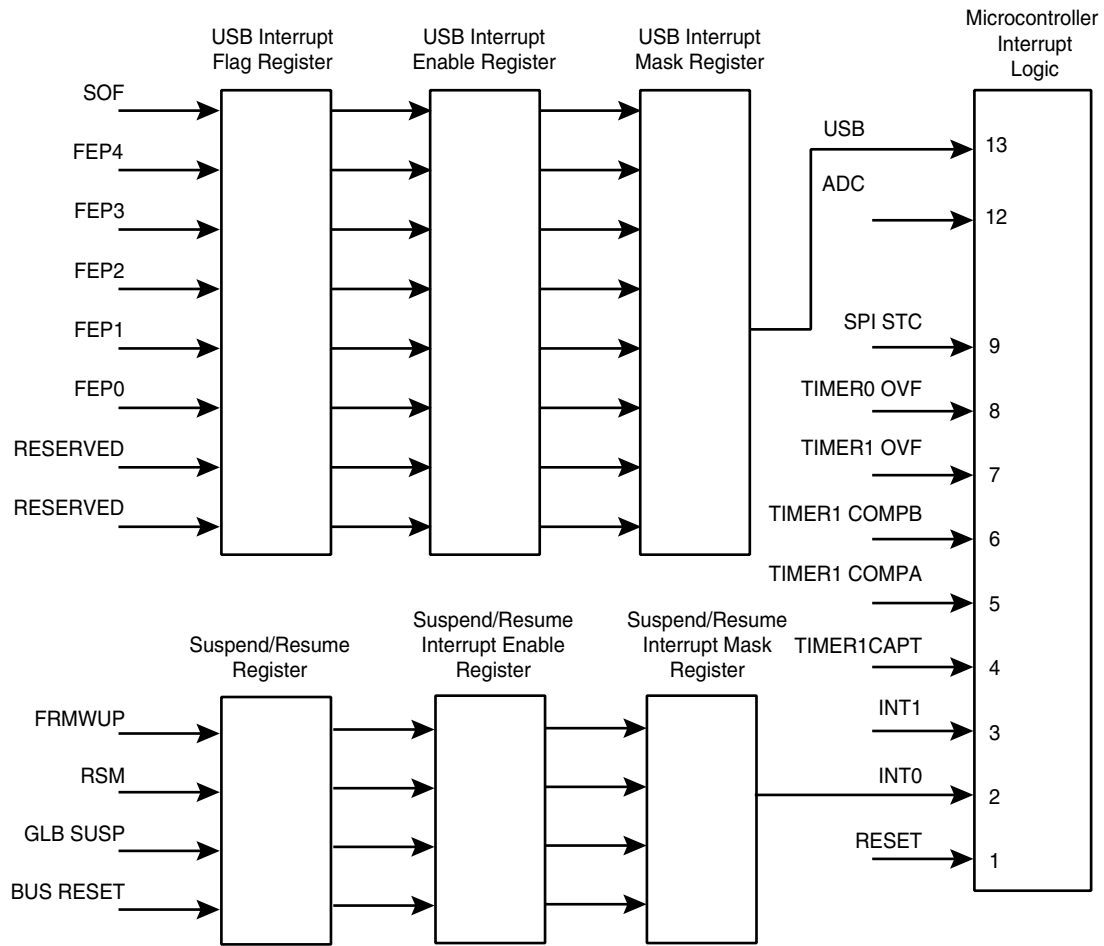 USB Interrupt
Flag Register
USB Interrupt
Enable Register
USB Interrupt
Mask Register
Microcontroller
Interrupt
Logic
SOF
FEP4
FEP3
FEP2
FEP1
FEP0
RESERVED
RESERVED
USB
13
ADC
12
SPI STC
9
TIMER0 OVF
8
TIMER1 OVF
7
TIMER1 COMPB
6
TIMER1 COMPA
5
TIMER1CAPT
4
INT1
3
INT0
2
RESET
1
Suspend/Resume
Register
Suspend/Resume
Interrupt Enable
Register
Suspend/Resume
Interrupt Mask
Register
FRMWUP
RSM
GLB SUSP
BUS RESET